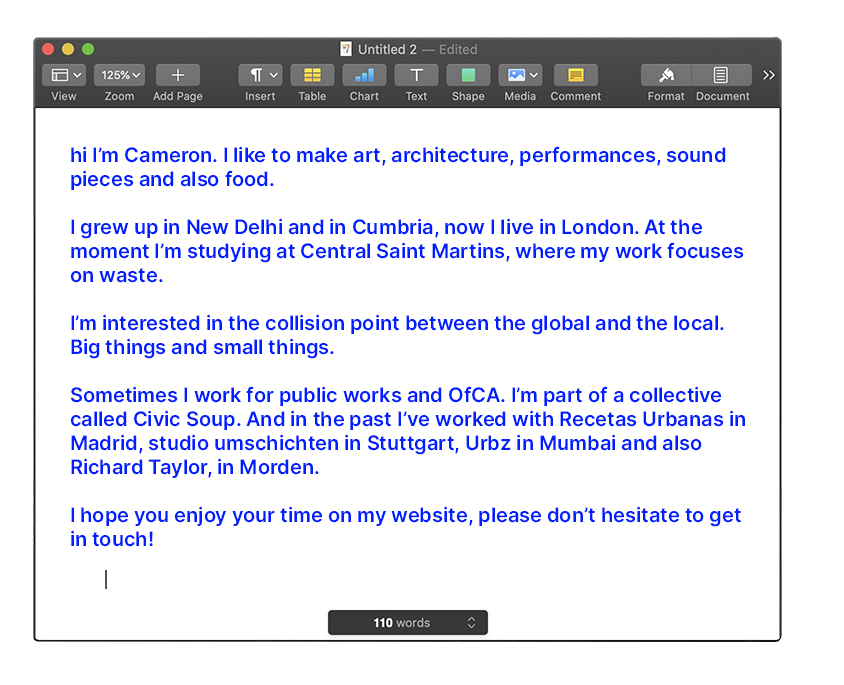 Untitled 2 — Edited
125%
View Zoom Add Page Insert Table Chart Text Shape Media Comment Format Document
hi I’m Cameron. I like to make art, architecture, performances, sound
pieces and also food.
I grew up in New Delhi and in Cumbria, now I live in London. At the
moment I’m studying at Central Saint Martins, where my work focuses
on waste.
I’m interested in the collision point between the global and the local.
Big things and small things.
Sometimes I work for public works and OfCA. I’m part of a collective
called Civic Soup. And in the past I’ve worked with Recetas Urbanas in
Madrid, studio umschichten in Stuttgart, Urbz in Mumbai and also
Richard Taylor, in Morden.
I hope you enjoy your time on my website, please don’t hesitate to get
in touch!
110 words